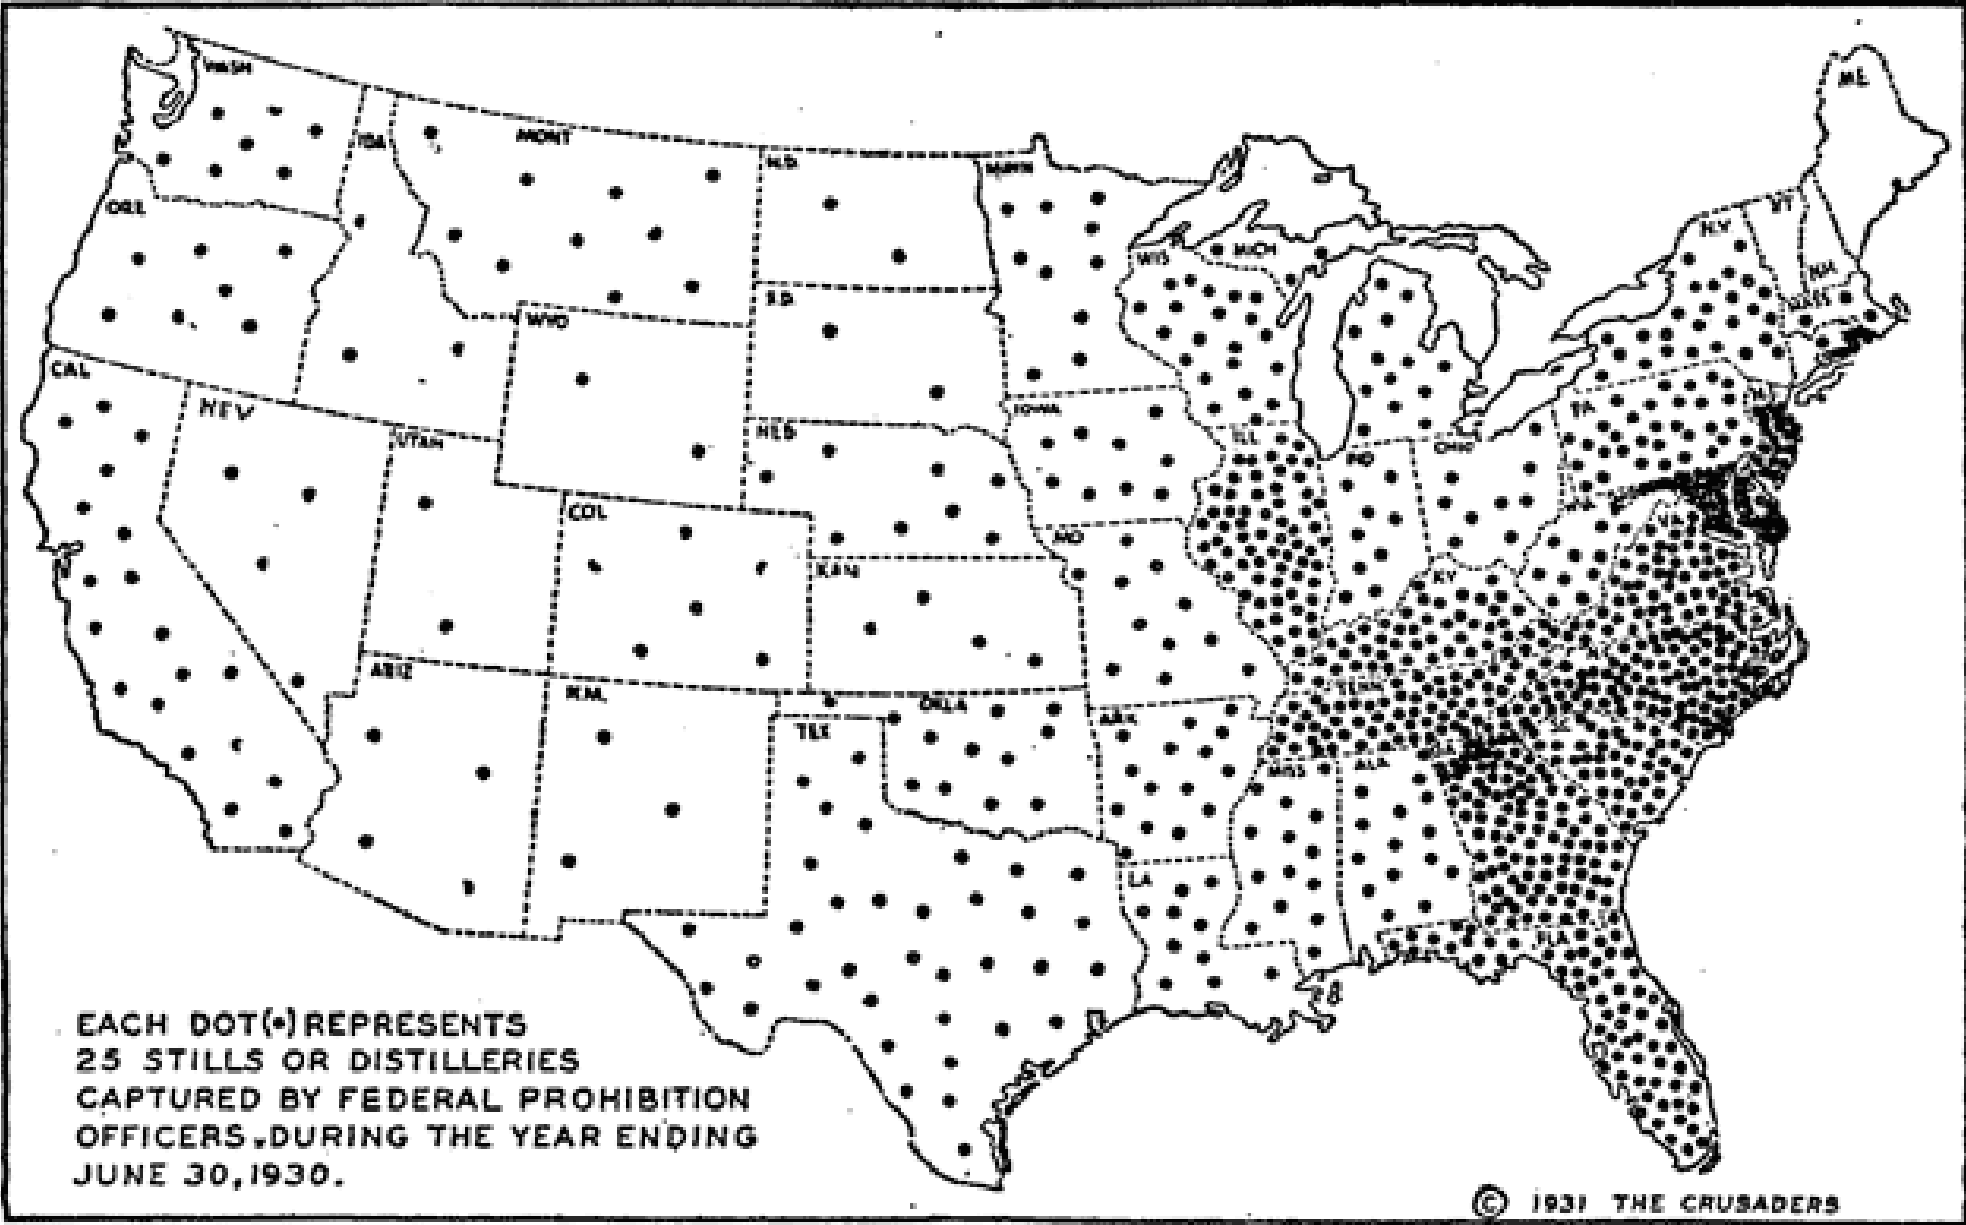 WASH
ME
IDA
MONT
N.D.
MINN
VT
ORE
N.Y
WIS
MICH
NH
S.D.
MASS
WYO
CAL
NEV
IOWA
PA
NEB
UTAH
ILL
IND
OHIO
COL
MO
KAN
KY
ARIZ
N.M.
TENN
OKLA
ARK
TEX
MISS
ALA
LA
FLA
EACH DOT(•) REPRESENTS
25 STILLS OR DISTILLERIES
CAPTURED BY FEDERAL PROHIBITION
OFFICERS, DURING THE YEAR ENDING
JUNE 30, 1930.
© 1931 THE CRUSADERS